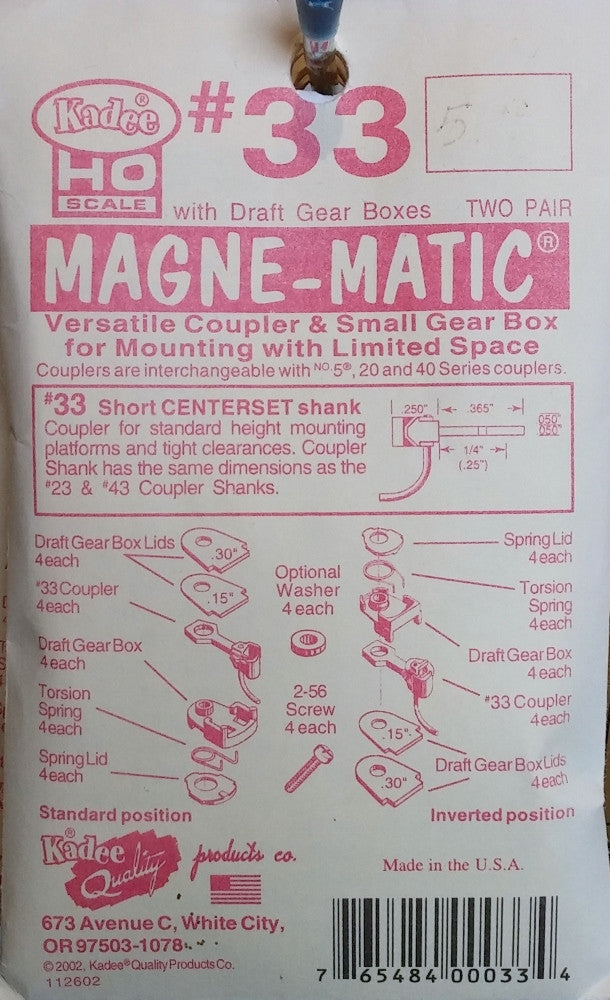 Kadee®
HO
SCALE
#33
5
with Draft Gear Boxes TWO PAIR
MAGNE-MATIC®
Versatile Coupler & Small Gear Box
for Mounting with Limited Space
Couplers are interchangeable with NO.5®, 20 and 40 Series couplers.
#33 Short CENTERSET shank
Coupler for standard height mounting
platforms and tight clearances. Coupler
Shank has the same dimensions as the
#23 & #43 Coupler Shanks.
.250" .365" .050"
.050"
1/4"
(.25")
Draft Gear Box Lids
4 each
.30"
.15"
#33 Coupler
4 each
Draft Gear Box
4 each
Torsion
Spring
4 each
Spring Lid
4 each
Standard position
Optional
Washer
4 each
2-56
Screw
4 each
Spring Lid
4 each
Torsion
Spring
4 each
Draft Gear Box
4 each
#33 Coupler
4 each
.15"
Draft Gear Box Lids
4 each
.30"
Inverted position
Kadee®
Quality
products co.
Made in the U.S.A.
673 Avenue C, White City,
OR 97503-1078
© 2002, Kadee® Quality Products Co.
112602
7 65484 00033 4